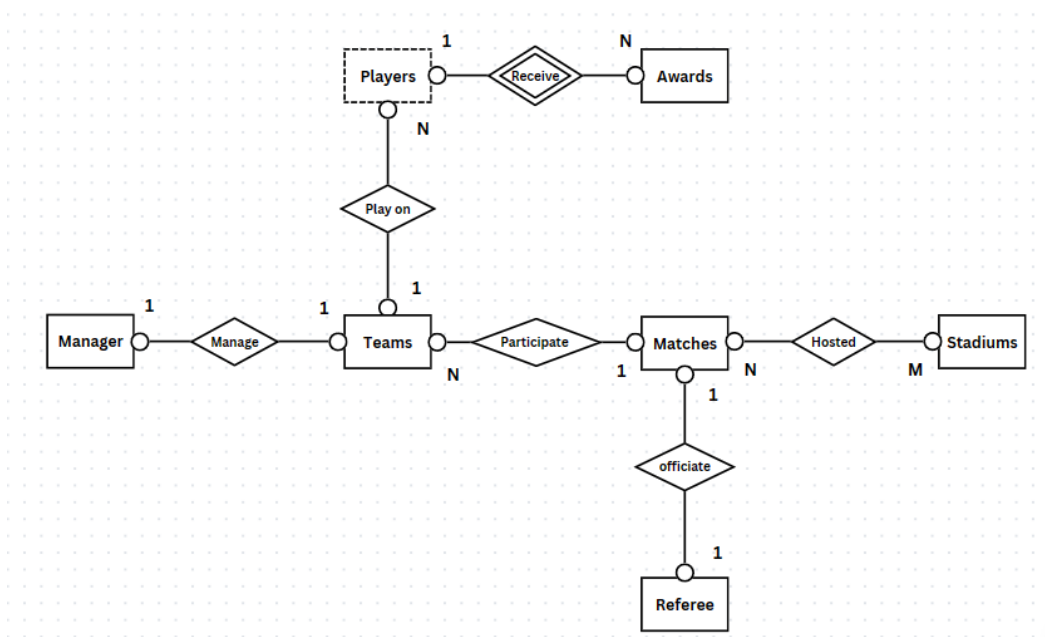 1
N
Players
Receive
Awards
N
Play on
1
1
1
Manager
Manage
Teams
Participate
Matches
Hosted
Stadiums
N
1
N
M
1
officiate
1
Referee